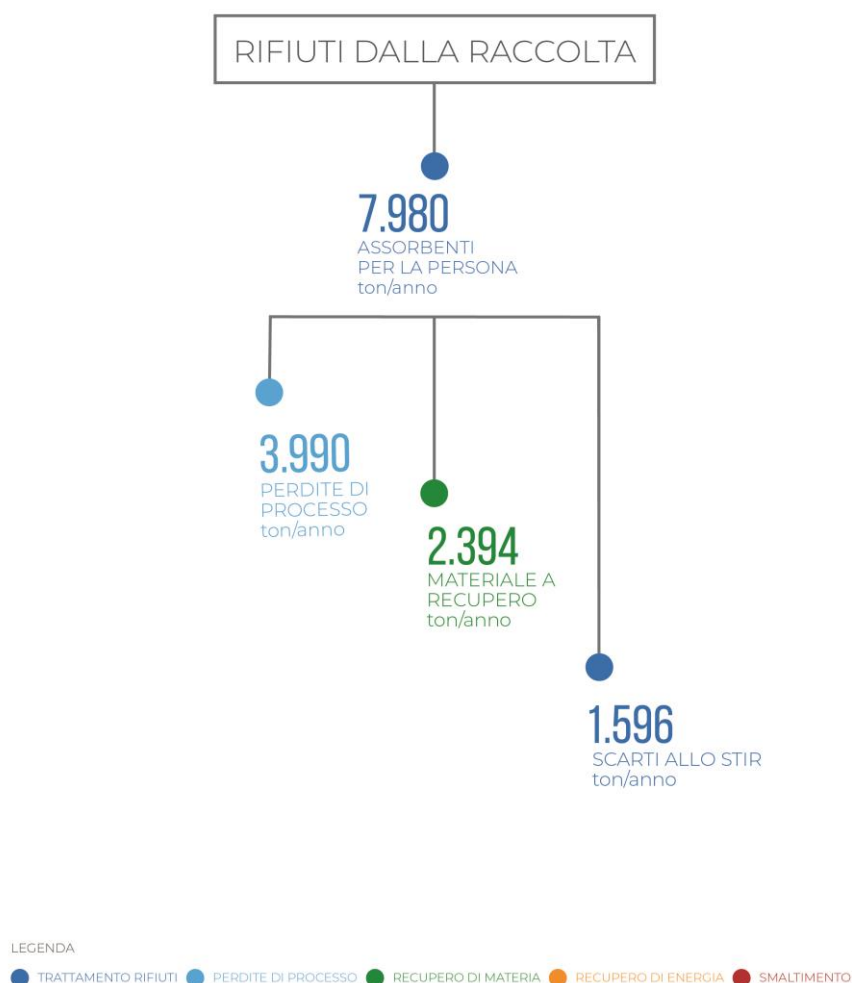 RIFIUTI DALLA RACCOLTA
7.980
ASSORBENTI
PER LA PERSONA
ton/anno
3.990
PERDITE DI
PROCESSO
ton/anno
2.394
MATERIALE A
RECUPERO
ton/anno
1.596
SCARTI ALLO STIR
ton/anno
LEGENDA
TRATTAMENTO RIFIUTI PERDITE DI PROCESSO RECUPERO DI MATERIA RECUPERO DI ENERGIA SMALTIMENTO